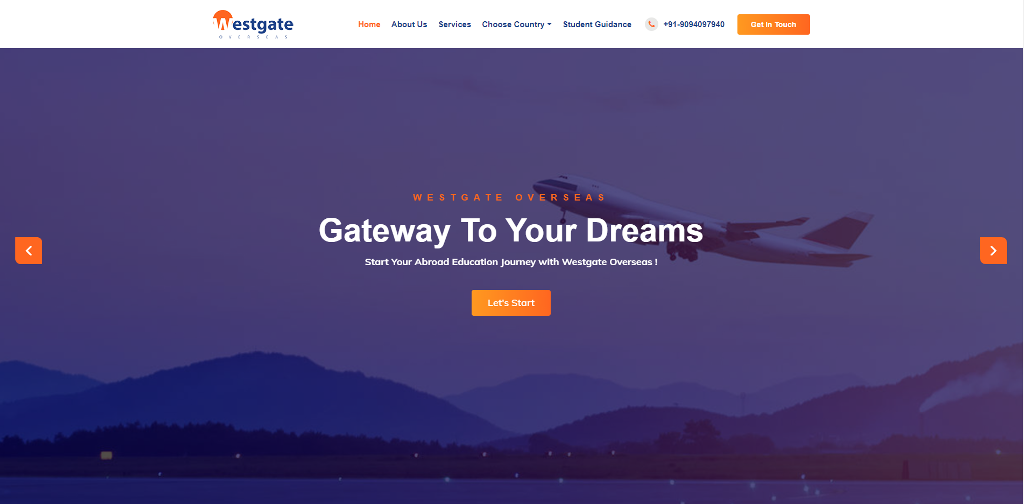 Westgate
OVERSEAS
Home About Us Services Choose Country Student Guidance +91-9094097940 Get In Touch
WESTGATE OVERSEAS
Gateway To Your Dreams
Start Your Abroad Education Journey with Westgate Overseas !
Let's Start